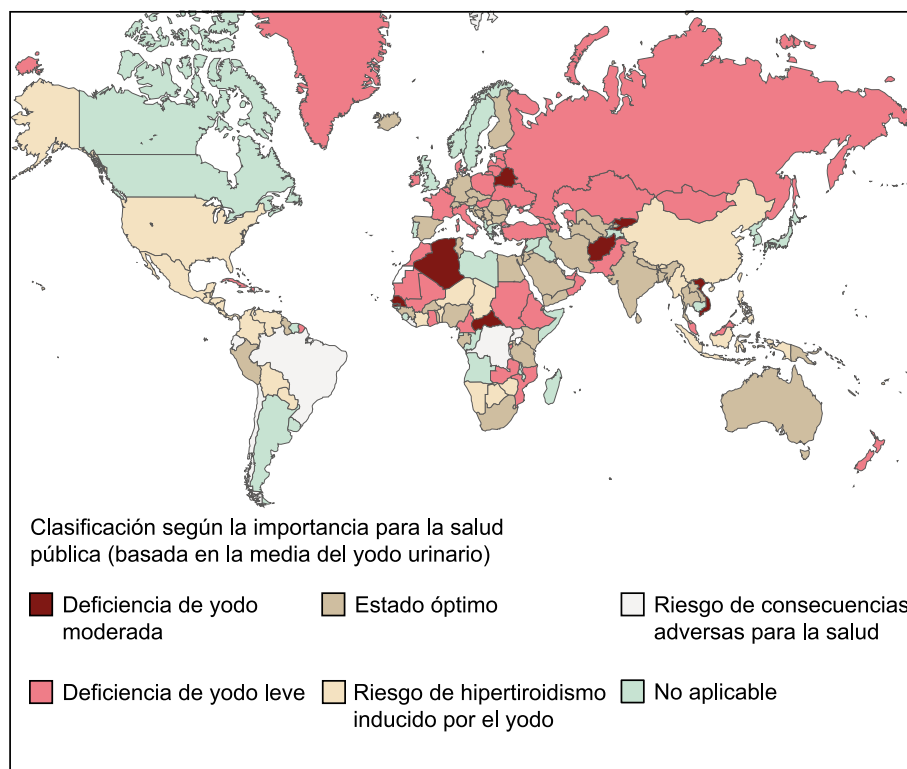 Clasificación según la importancia para la salud
pública (basada en la media del yodo urinario)
Deficiencia de yodo
moderada
Estado óptimo
Riesgo de consecuencias
adversas para la salud
Deficiencia de yodo leve
Riesgo de hipertiroidismo
inducido por el yodo
No aplicable